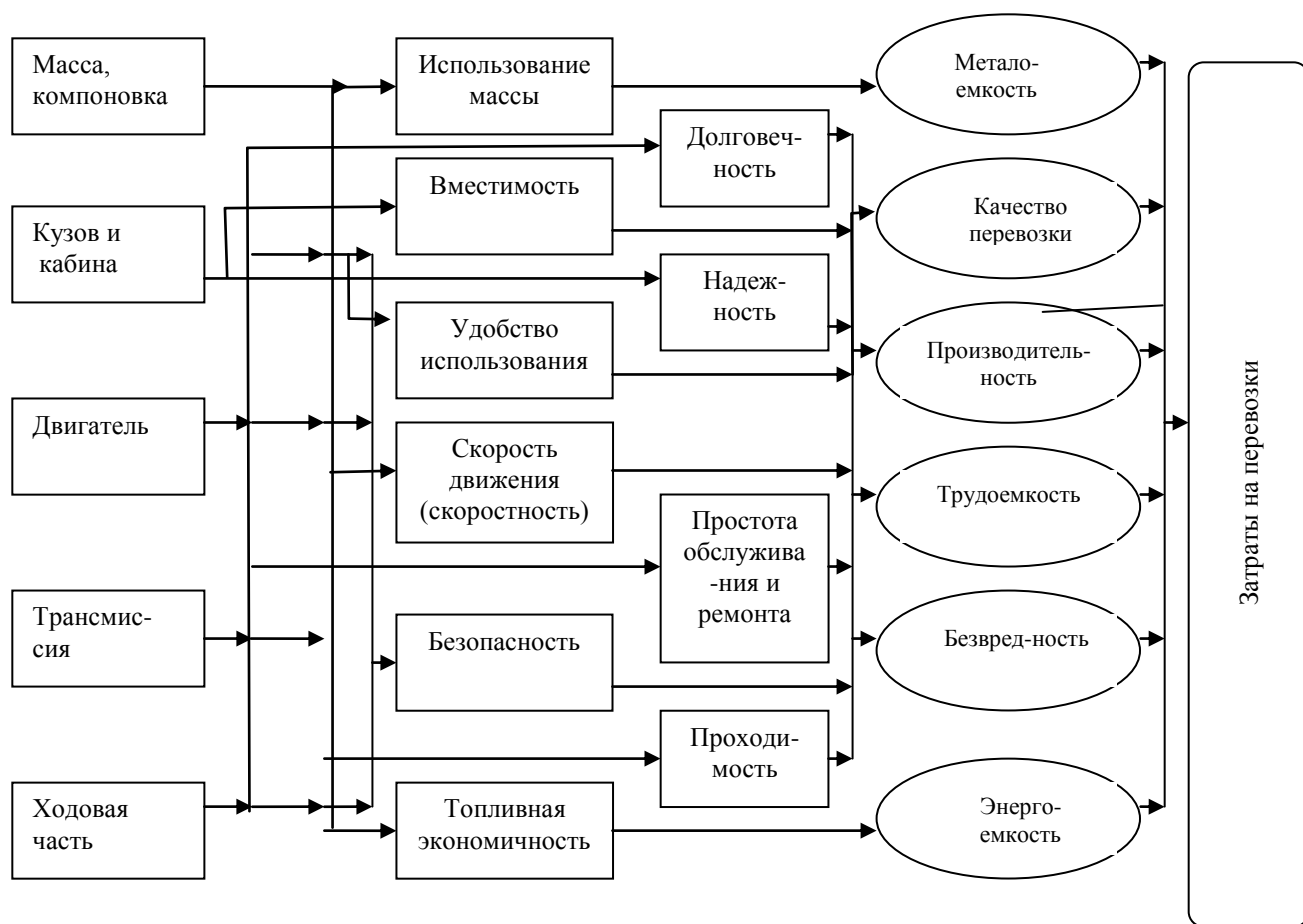 Масса,
компоновка
Кузов и
кабина
Двигатель
Трансмис-
сия
Ходовая
часть
Использование
массы
Вместимость
Удобство
использования
Скорость
движения
(скоростность)
Безопасность
Топливная
экономичность
Долговеч-
ность
Надеж-
ность
Простота
обслужива
-ния и
ремонта
Проходи-
мость
Метало-
емкость
Качество
перевозки
Производитель-
ность
Трудоемкость
Безвред-ность
Энерго-
емкость
Затраты на перевозки